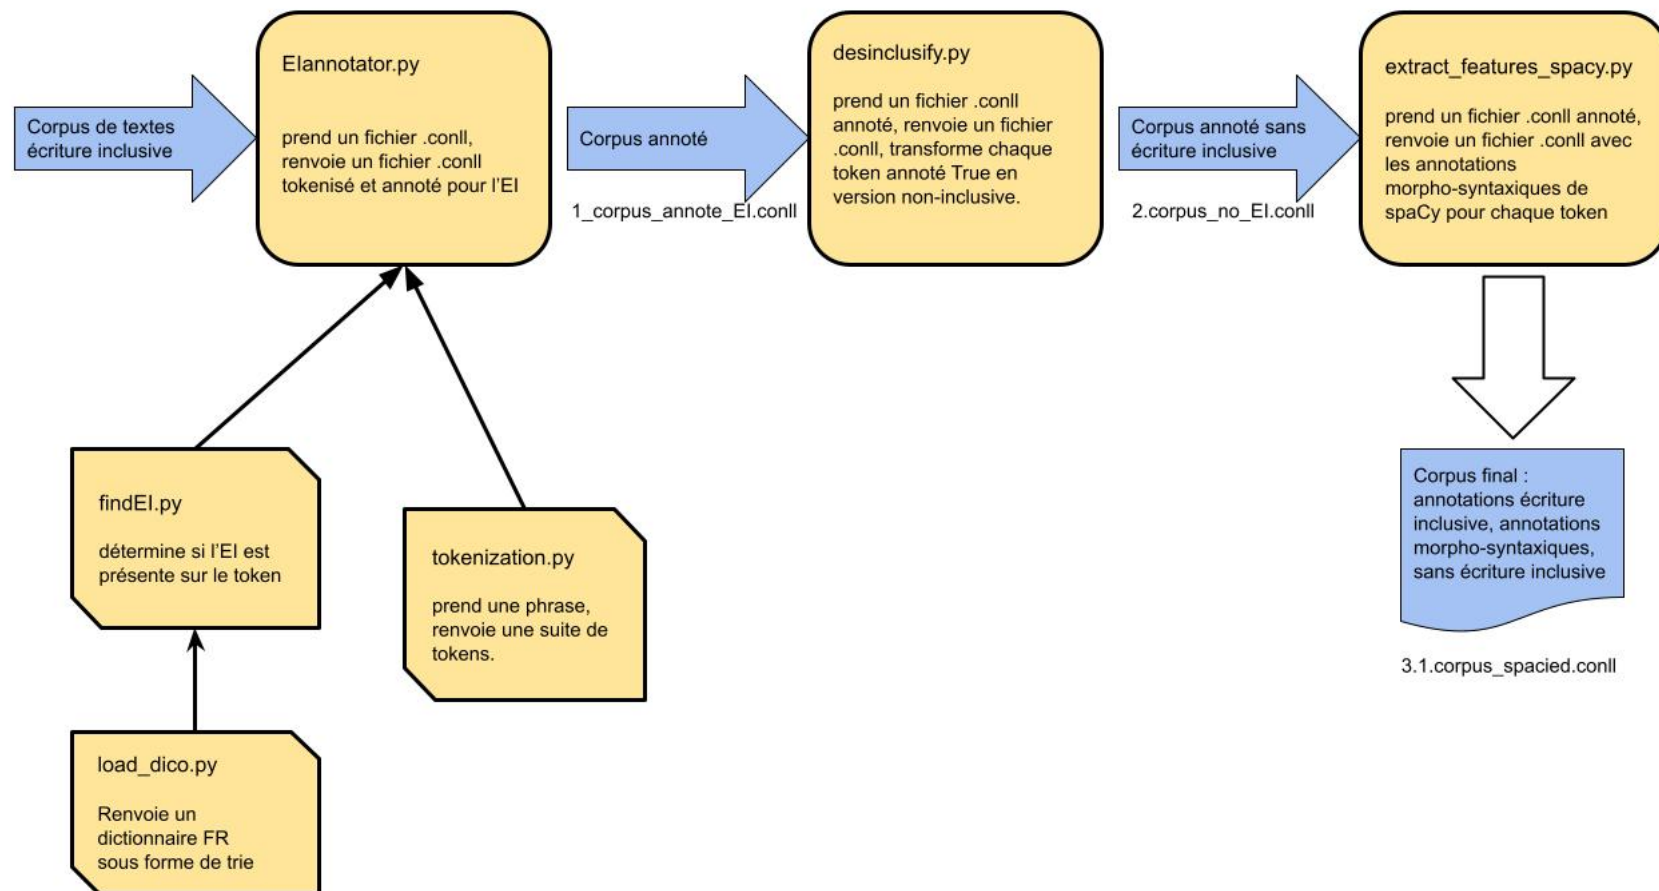 Corpus de textes
écriture inclusive
EIannotator.py
prend un fichier .conll,
renvoie un fichier .conll
tokenisé et annoté pour l'EI
Corpus annoté
1_corpus_annote_EI.conll
desinclusify.py
prend un fichier .conll
annoté, renvoie un fichier
.conll, transforme chaque
token annoté True en
version non-inclusive.
Corpus annoté sans
écriture inclusive
2.corpus_no_EI.conll
extract_features_spacy.py
prend un fichier .conll annoté,
renvoie un fichier .conll avec
les annotations
morpho-syntaxiques de
spaCy pour chaque token
findEI.py
détermine si l'EI est
présente sur le token
tokenization.py
prend une phrase,
renvoie une suite de
tokens.
Corpus final :
annotations écriture
inclusive, annotations
morpho-syntaxiques,
sans écriture inclusive
3.1.corpus_spacied.conll
load_dico.py
Renvoie un
dictionnaire FR
sous forme de trie